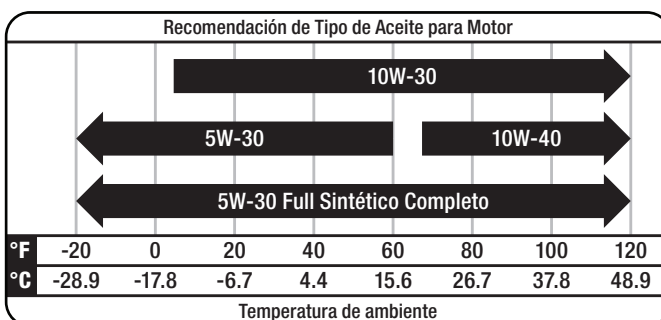 Recomendación de Tipo de Aceite para Motor
10W-30
5W-30 10W-40
5W-30 Full Sintético Completo
°F -20 0 20 40 60 80 100 120
°C -28.9 -17.8 -6.7 4.4 15.6 26.7 37.8 48.9
Temperatura de ambiente